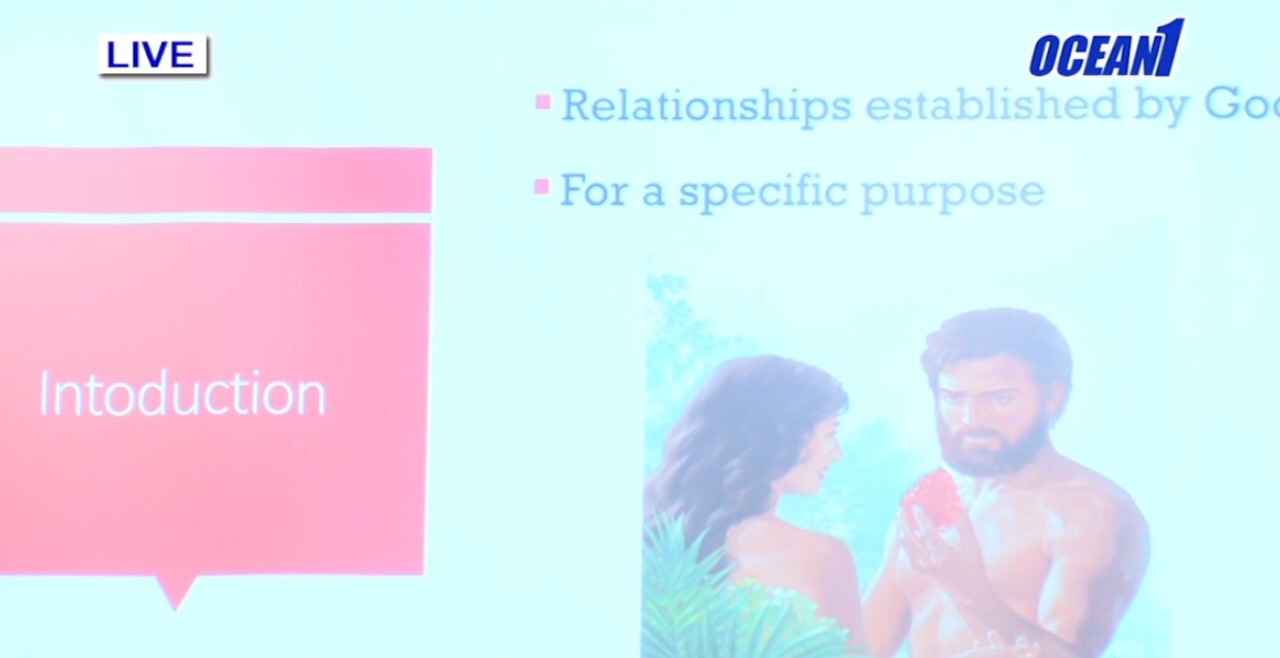 LIVE
OCEAN1
Relationships established by
For a specific purpose
Intoduction